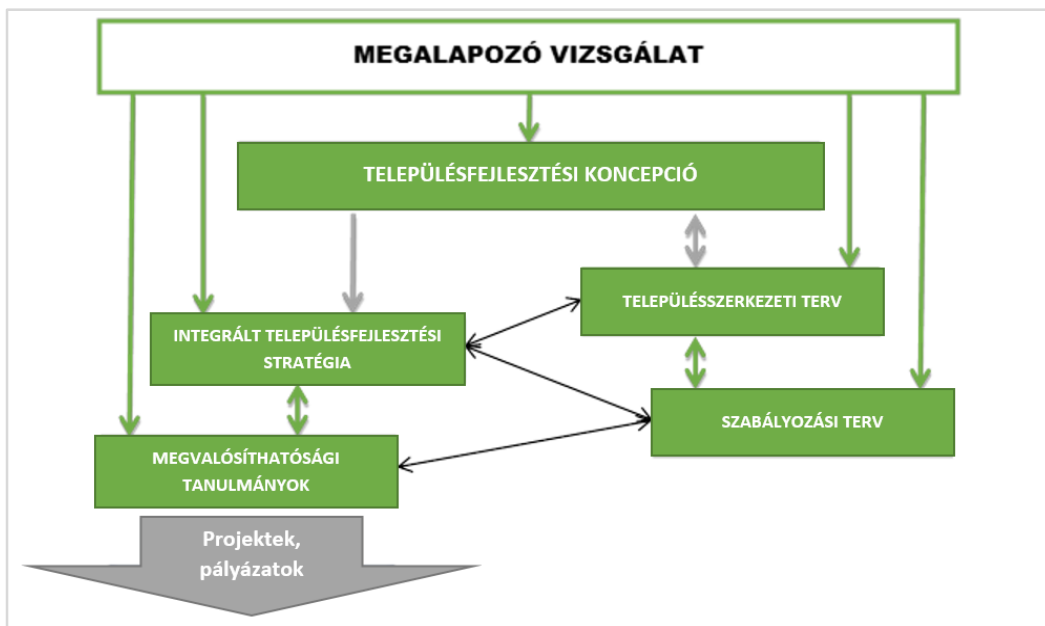 MEGALAPOZÓ VIZSGÁLAT
TELEPÜLÉSFEJLESZTÉSI KONCEPCIÓ
TELEPÜLÉSSZERKEZETI TERV
INTEGRÁLT TELEPÜLÉSFEJLESZTÉSI
STRATÉGIA
SZABÁLYOZÁSI TERV
MEGVALÓSÍTHATÓSÁGI
TANULMÁNYOK
Projektek,
pályázatok